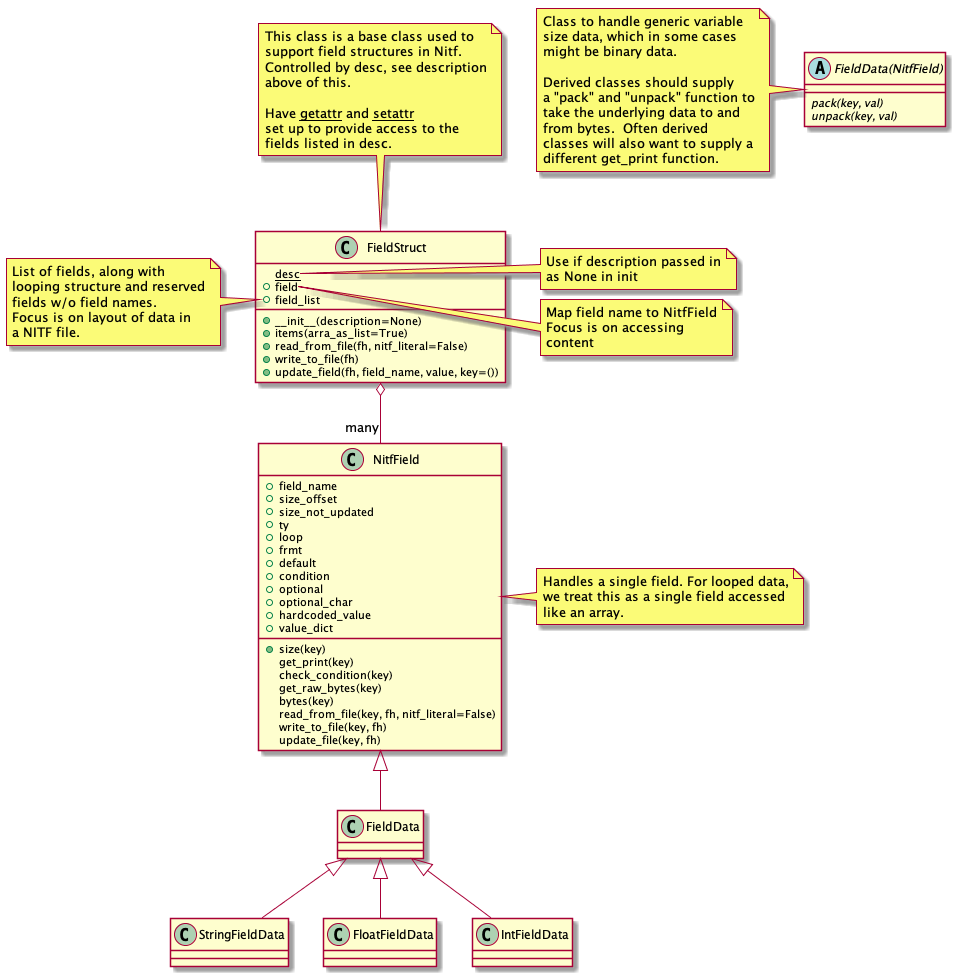 This class is a base class used to
support field structures in Nitf.
Controlled by desc, see description
above of this.
Have getattr and setattr
set up to provide access to the
fields listed in desc.
Class to handle generic variable
size data, which in some cases
might be binary data.
Derived classes should supply
a "pack" and "unpack" function to
take the underlying data to and
from bytes.  Often derived
classes will also want to supply a
different get_print function.
A FieldData(NitfField)
pack(key, val)
unpack(key, val)
List of fields, along with
looping structure and reserved
fields w/o field names.
Focus is on layout of data in
a NITF file.
C FieldStruct
desc
field
field_list
__init__(description=None)
items(arra_as_list=True)
read_from_file(fh, nitf_literal=False)
write_to_file(fh)
update_field(fh, field_name, value, key=())
Use if description passed in
as None in init
Map field name to NitfField
Focus is on accessing
content
many
C NitfField
field_name
size_offset
size_not_updated
ty
loop
frmt
default
condition
optional
optional_char
hardcoded_value
value_dict
size(key)
get_print(key)
check_condition(key)
get_raw_bytes(key)
bytes(key)
read_from_file(key, fh, nitf_literal=False)
write_to_file(key, fh)
update_file(key, fh)
Handles a single field. For looped data,
we treat this as a single field accessed
like an array.
C FieldData
C StringFieldData
C FloatFieldData
C IntFieldData